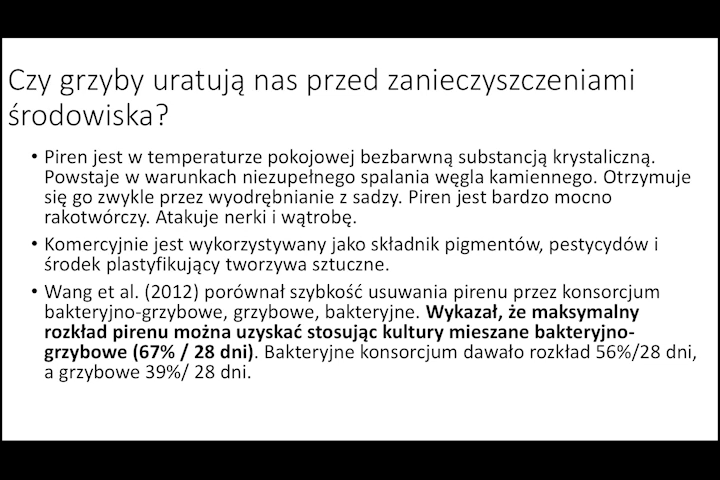 Czy grzyby uratują nas przed zanieczyszczeniami
środowiska?
• Piren jest w temperaturze pokojowej bezbarwną substancją krystaliczną.
Powstaje w warunkach niezupełnego spalania węgla kamiennego. Otrzymuje
się go zwykle przez wyodrębnianie z sadzy. Piren jest bardzo mocno
rakotwórczy. Atakuje nerki i wątrobę.
• Komercyjnie jest wykorzystywany jako składnik pigmentów, pestycydów i
środek plastyfikujący tworzywa sztuczne.
• Wang et al. (2012) porównał szybkość usuwania pirenu przez konsorcjum
bakteryjno-grzybowe, grzybowe, bakteryjne. Wykazał, że maksymalny
rozkład pirenu można uzyskać stosując kultury mieszane bakteryjno-
grzybowe (67% / 28 dni). Bakteryjne konsorcjum dawało rozkład 56%/28 dni,
a grzybowe 39%/ 28 dni.